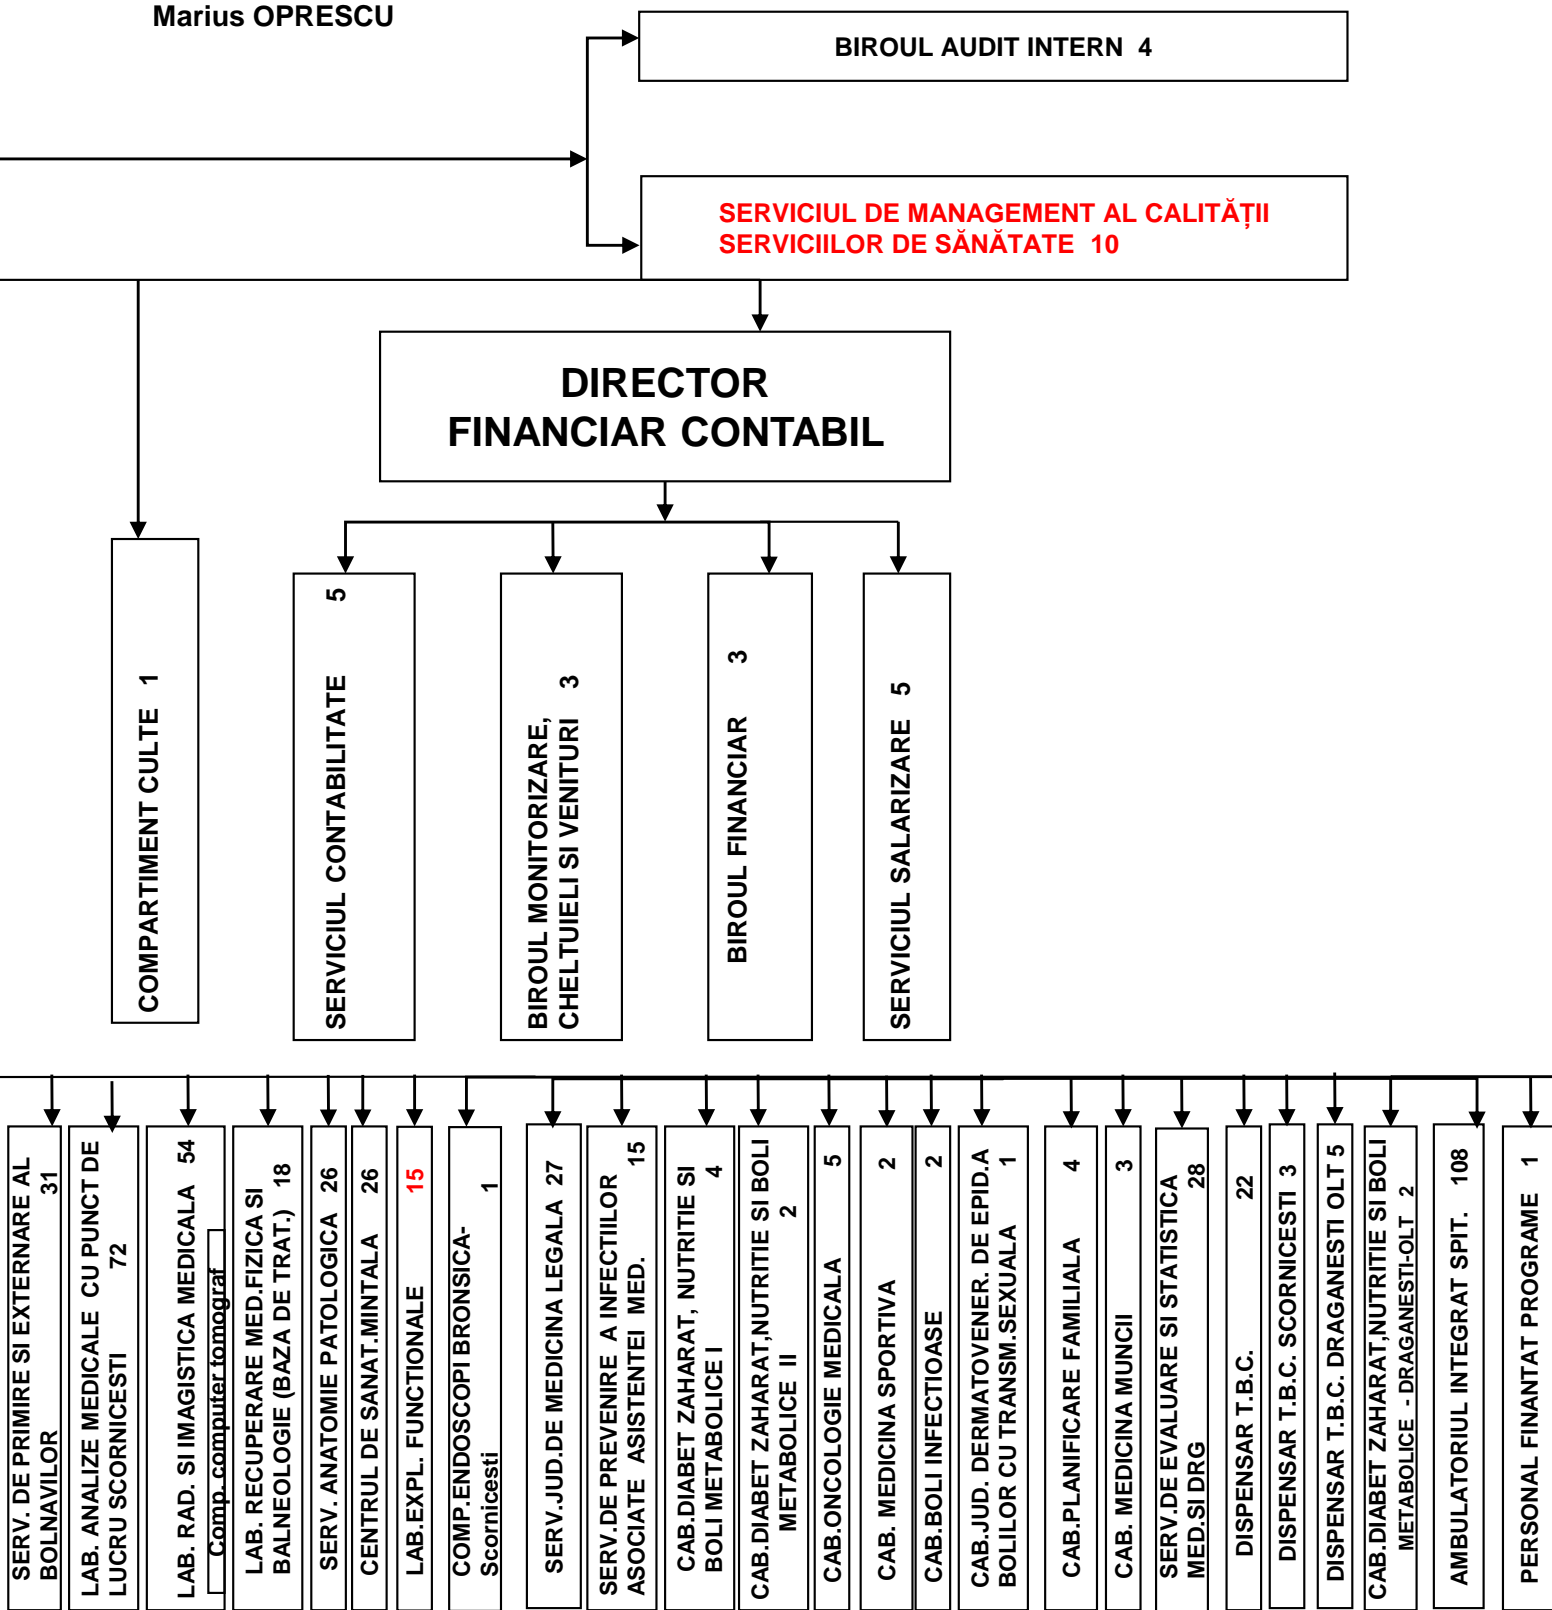 Marius OPRESCU
BIROUL AUDIT INTERN 4
SERVICIUL DE MANAGEMENT AL CALITĂȚII
SERVICIILOR DE SĂNĂTATE 10
DIRECTOR
FINANCIAR CONTABIL
COMPARTIMENT CULTE 1
SERVICIUL CONTABILITATE 5
BIROUL MONITORIZARE,
CHELTUIELI SI VENITURI 3
BIROUL FINANCIAR 3
SERVICIUL SALARIZARE 5
SERV. DE PRIMIRE SI EXTERNARE AL
BOLNAVILOR 31
LAB. ANALIZE MEDICALE CU PUNCT DE
LUCRU SCORNICESTI 72
LAB. RAD. SI IMAGISTICA MEDICALA 54
Comp. computer tomograf
LAB. RECUPERARE MED.FIZICA SI
BALNEOLOGIE (BAZA DE TRAT.) 18
SERV. ANATOMIE PATOLOGICA 26
CENTRUL DE SANAT.MINTALA 26
LAB.EXPL. FUNCTIONALE 15
COMP.ENDOSCOPI BRONSICA-
Scornicesti 1
SERV.JUD.DE MEDICINA LEGALA 27
SERV.DE PREVENIRE A INFECTIILOR
ASOCIATE ASISTENTEI MED. 15
CAB.DIABET ZAHARAT, NUTRITIE SI
BOLI METABOLICE I 4
CAB.DIABET ZAHARAT,NUTRITIE SI BOLI
METABOLICE II 2
CAB.ONCOLOGIE MEDICALA 5
CAB. MEDICINA SPORTIVA 2
CAB.BOLI INFECTIOASE 2
CAB.JUD. DERMATOVENER. DE EPID.A
BOLILOR CU TRANSM.SEXUALA 1
CAB.PLANIFICARE FAMILIALA 4
CAB. MEDICINA MUNCII 3
SERV.DE EVALUARE SI STATISTICA
MED.SI DRG 28
DISPENSAR T.B.C. 22
DISPENSAR T.B.C. SCORNICESTI 3
DISPENSAR T.B.C. DRAGANESTI OLT 5
CAB.DIABET ZAHARAT,NUTRITIE SI BOLI
METABOLICE - DRAGANESTI-OLT 2
AMBULATORIUL INTEGRAT SPIT. 108
PERSONAL FINANTAT PROGRAME 1